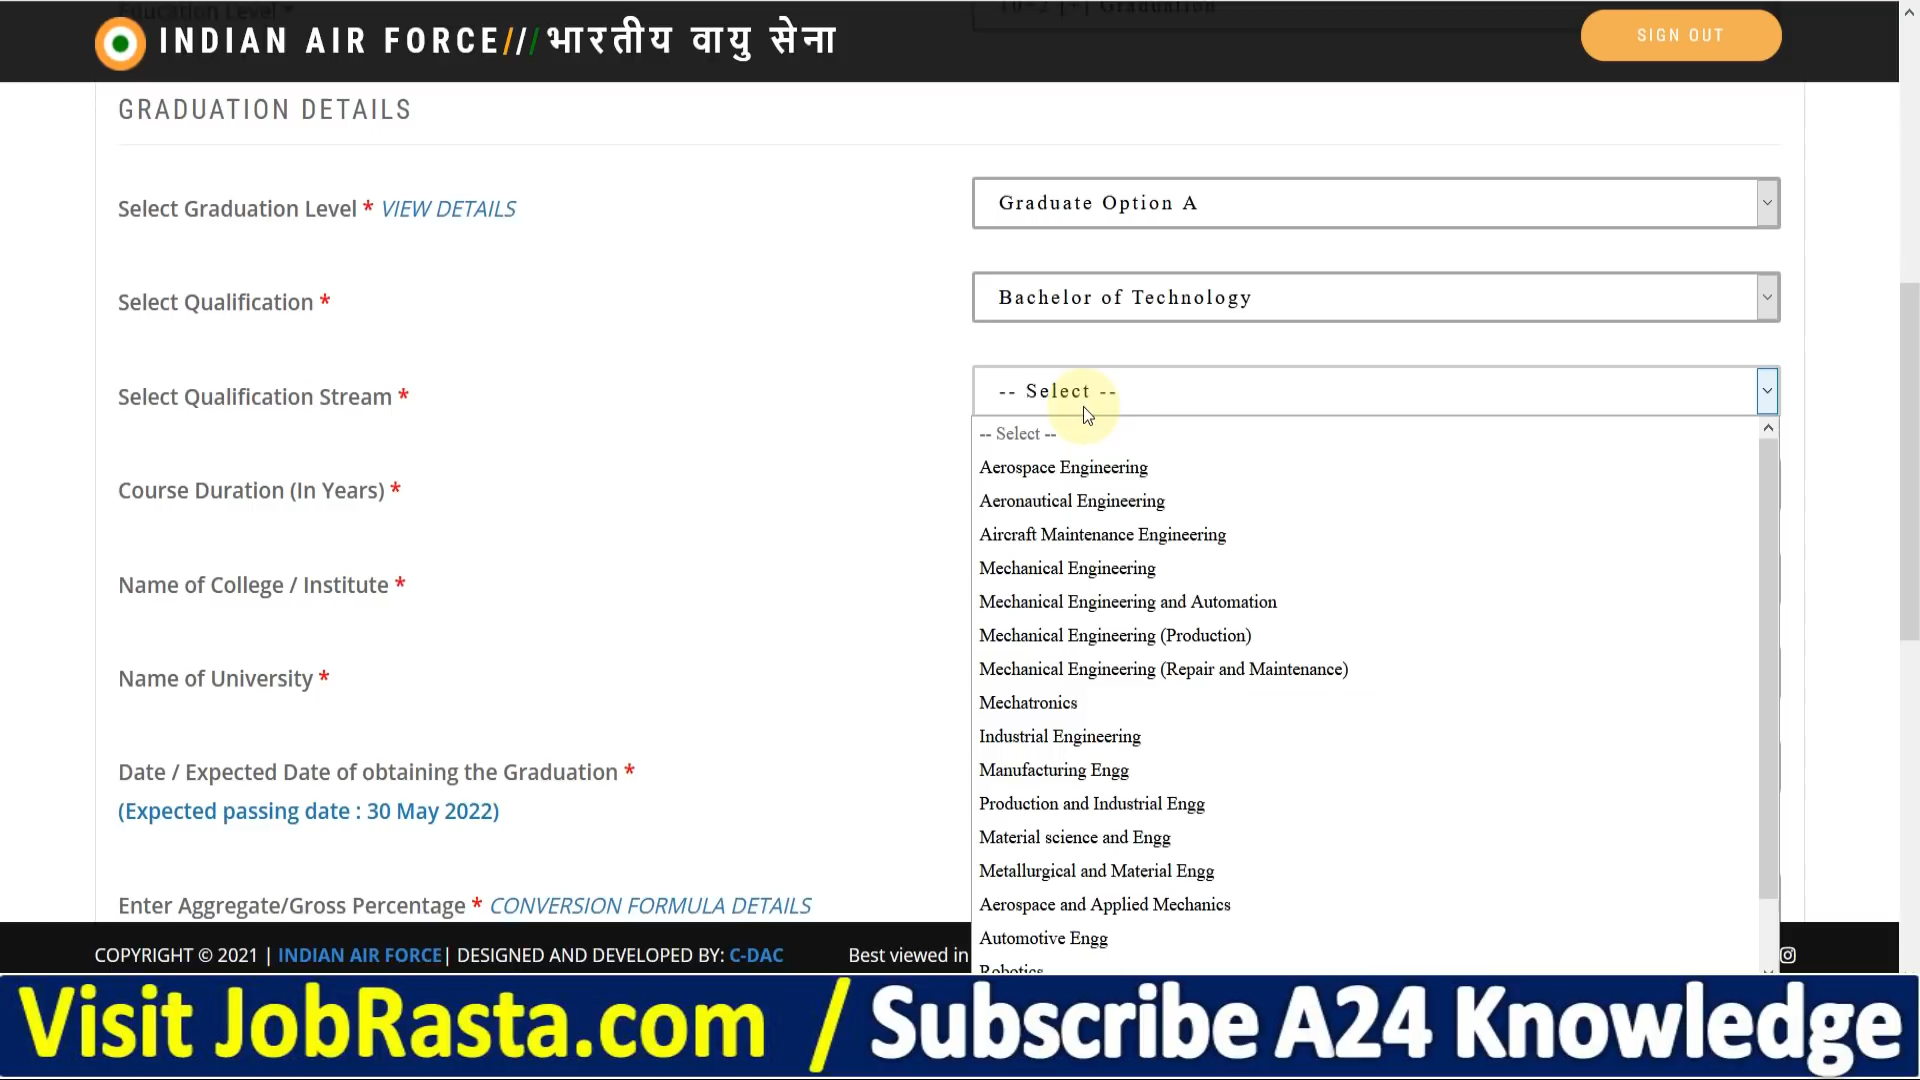 Education Level *
10+2 [+] Graduation
INDIAN AIR FORCE///भारतीय वायु सेना
SIGN OUT
GRADUATION DETAILS
Select Graduation Level * VIEW DETAILS
Graduate Option A
Select Qualification *
Bachelor of Technology
Select Qualification Stream *
-- Select --
-- Select --
Aerospace Engineering
Aeronautical Engineering
Aircraft Maintenance Engineering
Mechanical Engineering
Mechanical Engineering and Automation
Mechanical Engineering (Production)
Mechanical Engineering (Repair and Maintenance)
Mechatronics
Industrial Engineering
Manufacturing Engg
Production and Industrial Engg
Material science and Engg
Metallurgical and Material Engg
Aerospace and Applied Mechanics
Automotive Engg
Robotics
Course Duration (In Years) *
Name of College / Institute *
Name of University *
Date / Expected Date of obtaining the Graduation *
(Expected passing date : 30 May 2022)
Enter Aggregate/Gross Percentage * CONVERSION FORMULA DETAILS
COPYRIGHT © 2021 | INDIAN AIR FORCE| DESIGNED AND DEVELOPED BY: C-DAC
Best viewed in
Visit JobRasta.com / Subscribe A24 Knowledge